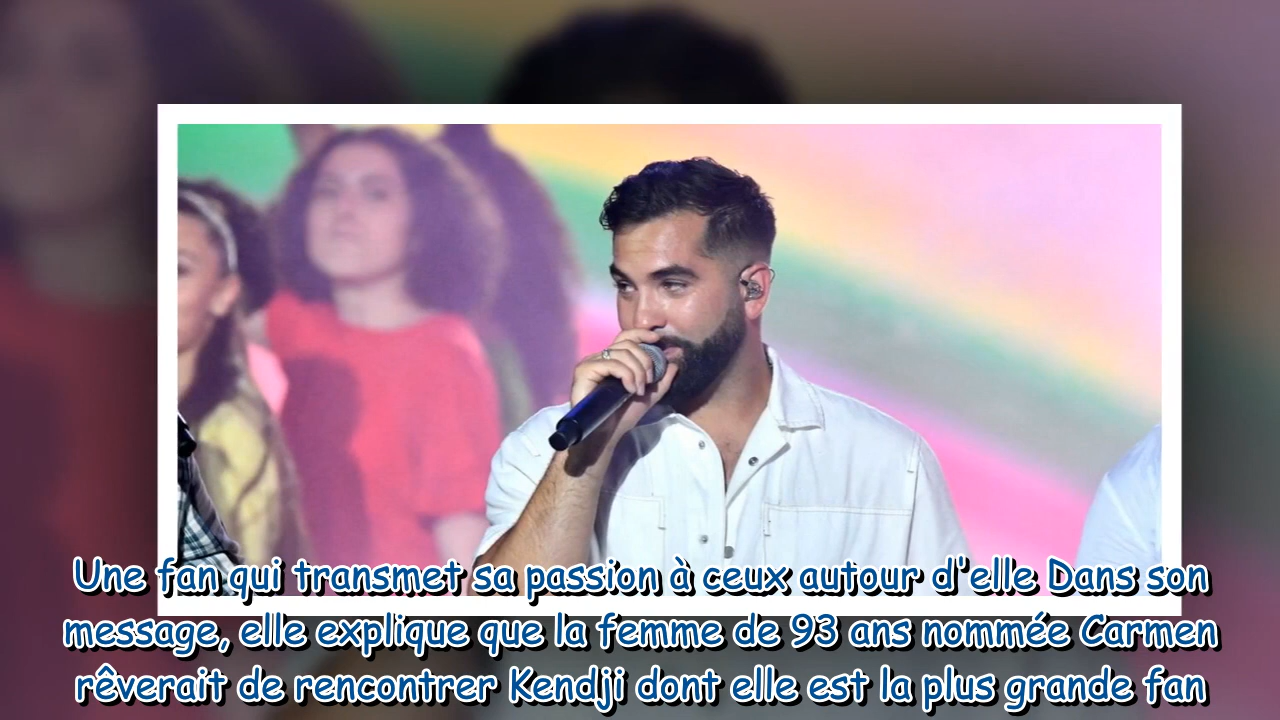 Une fan qui transmet sa passion à ceux autour d''elle Dans son
message, elle explique que la femme de 93 ans nommée Carmen
rêverait de rencontrer Kendji dont elle est la plus grande fan